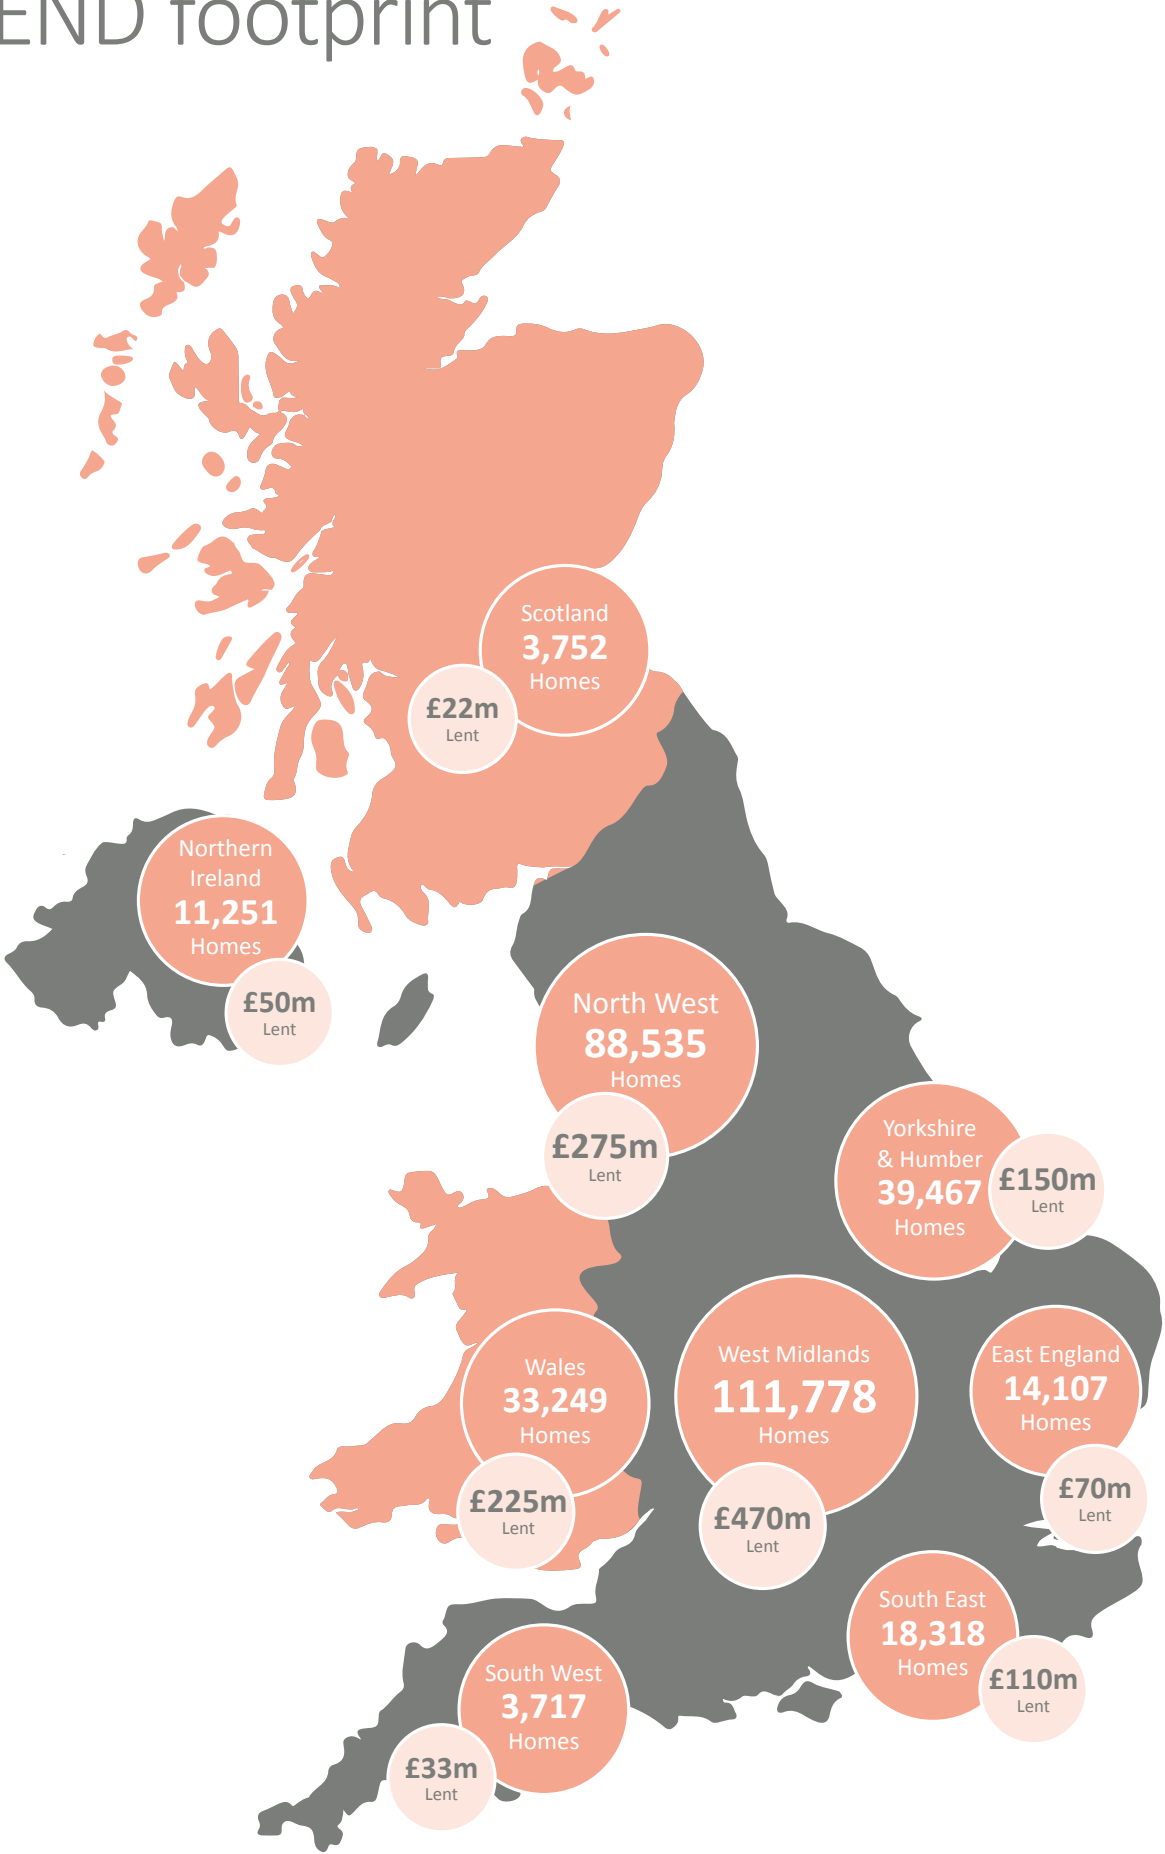 END footprint
Scotland
3,752
Homes
£22m
Lent
Northern
Ireland
11,251
Homes
£50m
Lent
North West
88,535
Homes
£275m
Lent
Yorkshire
& Humber
39,467
Homes
£150m
Lent
Wales
33,249
Homes
£225m
Lent
West Midlands
111,778
Homes
£470m
Lent
East England
14,107
Homes
£70m
Lent
South East
18,318
Homes
£110m
Lent
South West
3,717
Homes
£33m
Lent